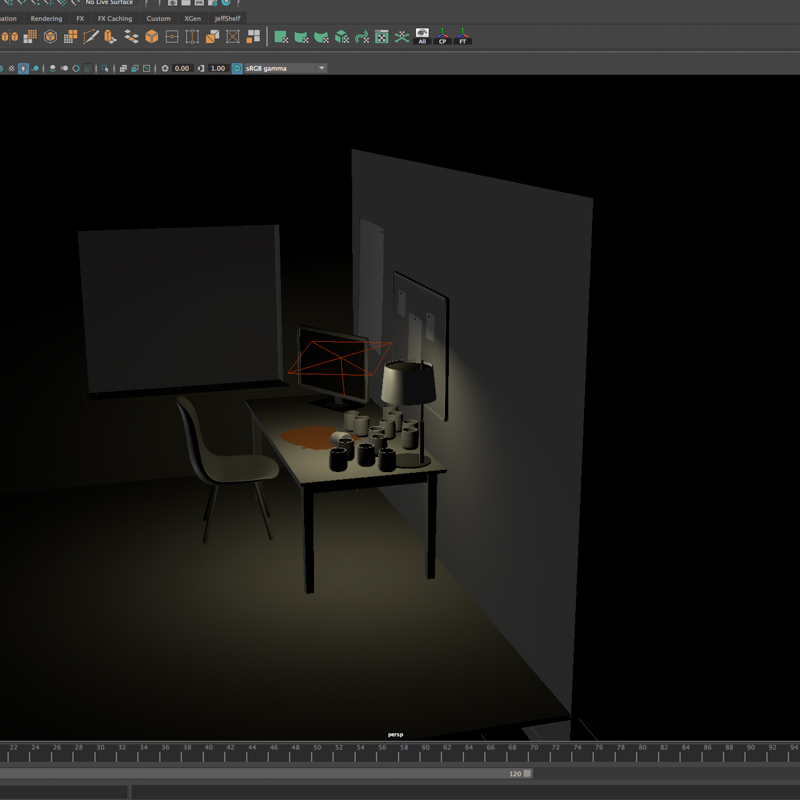 No Live Surface
ation Rendering FX FX Caching Custom XGen jeffShelf
All CP FT
0.00 1.00 sRGB gamma
persp
22 24 26 28 30 32 34 36 38 40 42 44 46 48 50 52 54 56 58 60 62 64 66 68 70 72 74 76 78 80 82 84 86 88 90 92 94
120